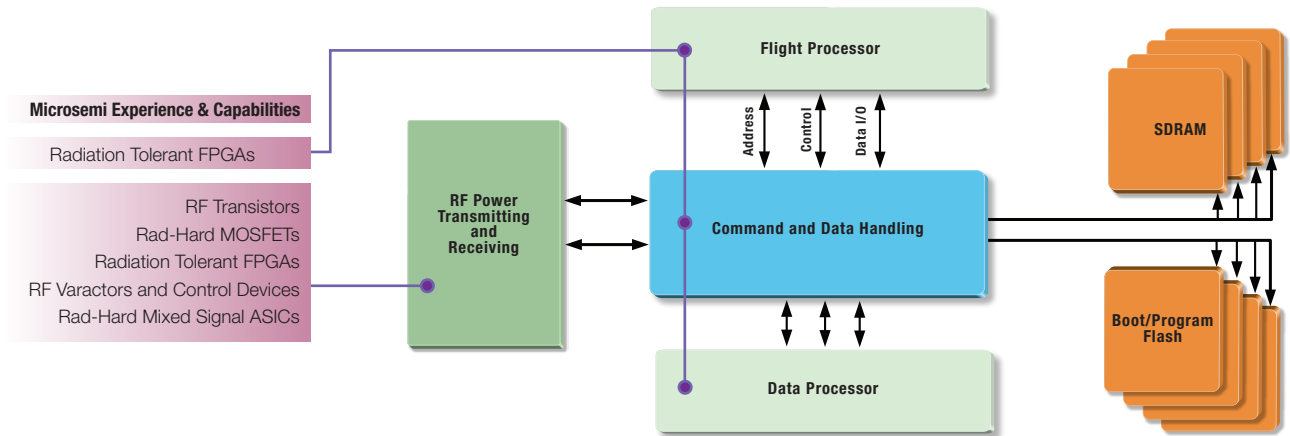 Microsemi Experience & Capabilities
Radiation Tolerant FPGAs
RF Transistors
Rad-Hard MOSFETs
Radiation Tolerant FPGAs
RF Varactors and Control Devices
Rad-Hard Mixed Signal ASICs
RF Power
Transmitting
and
Receiving
Flight Processor
Address
Control
Data I/O
Command and Data Handling
Data Processor
SDRAM
Boot/Program
Flash